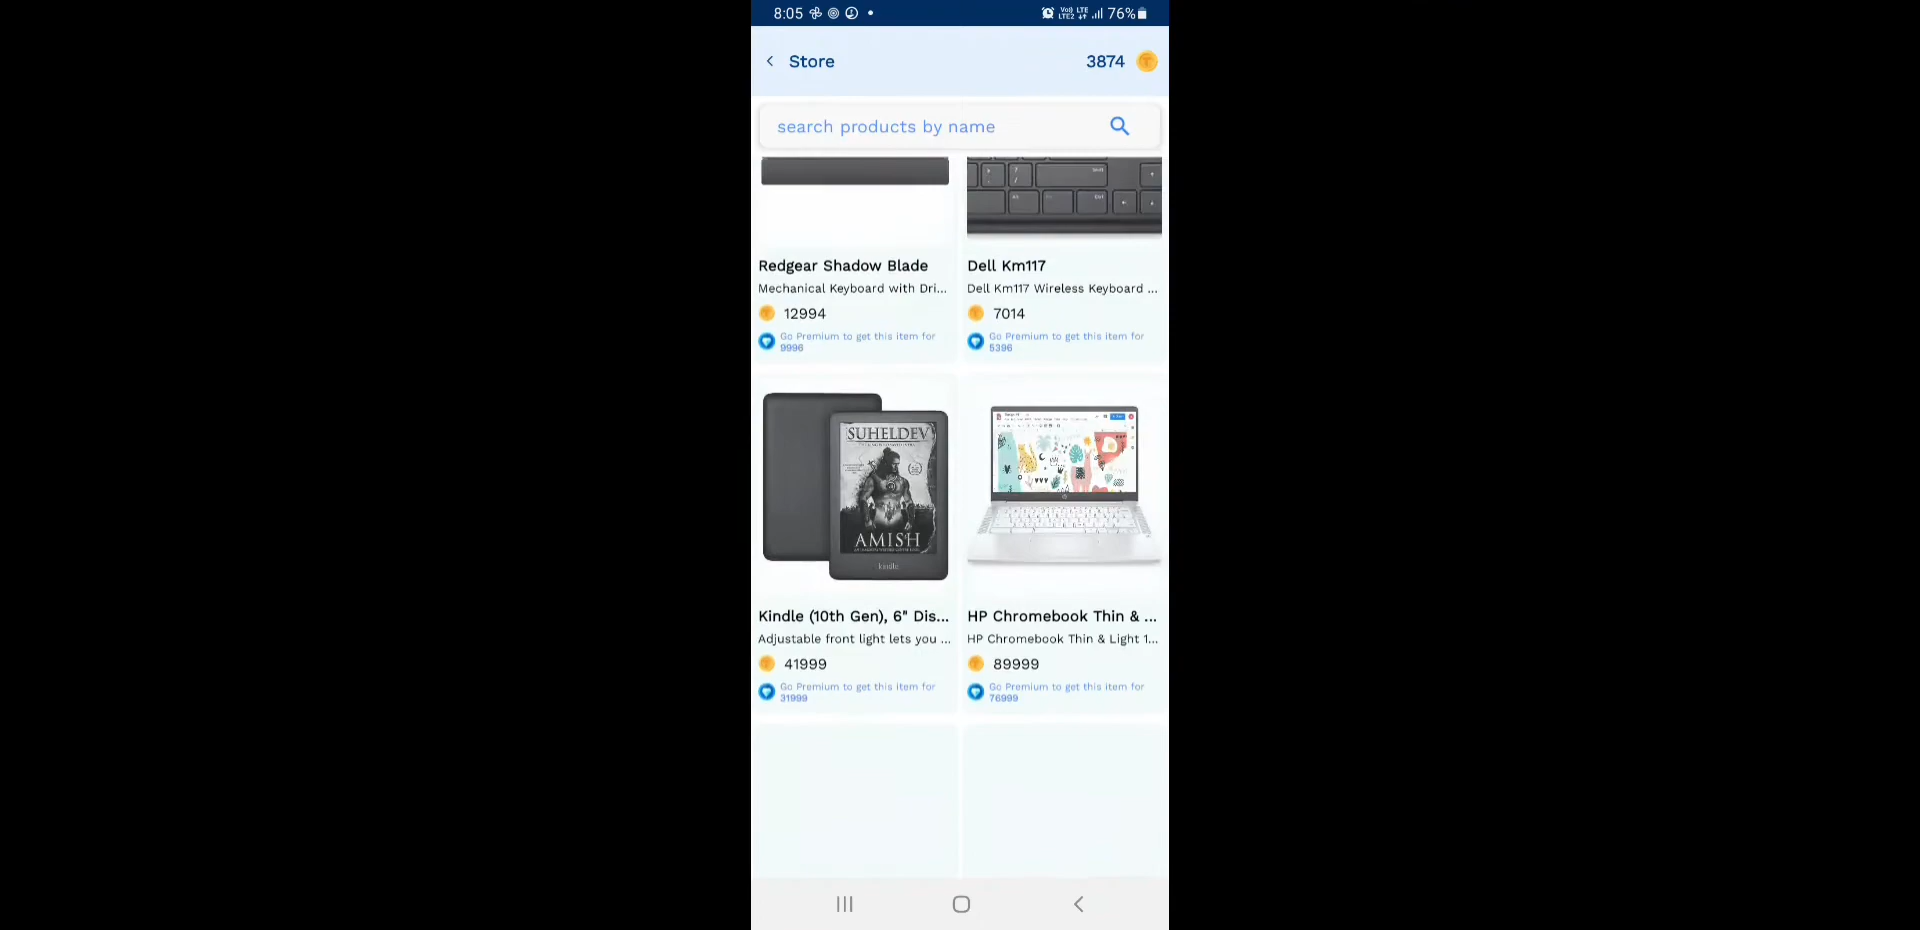 8:05
Vo)) LTE
LTE2
76%
Store
3874
search products by name
Redgear Shadow Blade
Mechanical Keyboard with Dri...
12994
Go Premium to get this item for
9996
Dell Km117
Dell Km117 Wireless Keyboard ...
7014
Go Premium to get this item for
5396
SUHELDEV
AMISH
kindle
Kindle (10th Gen), 6" Dis...
Adjustable front light lets you ...
41999
Go Premium to get this item for
31999
HP Chromebook Thin & ...
HP Chromebook Thin & Light 1...
89999
Go Premium to get this item for
76999